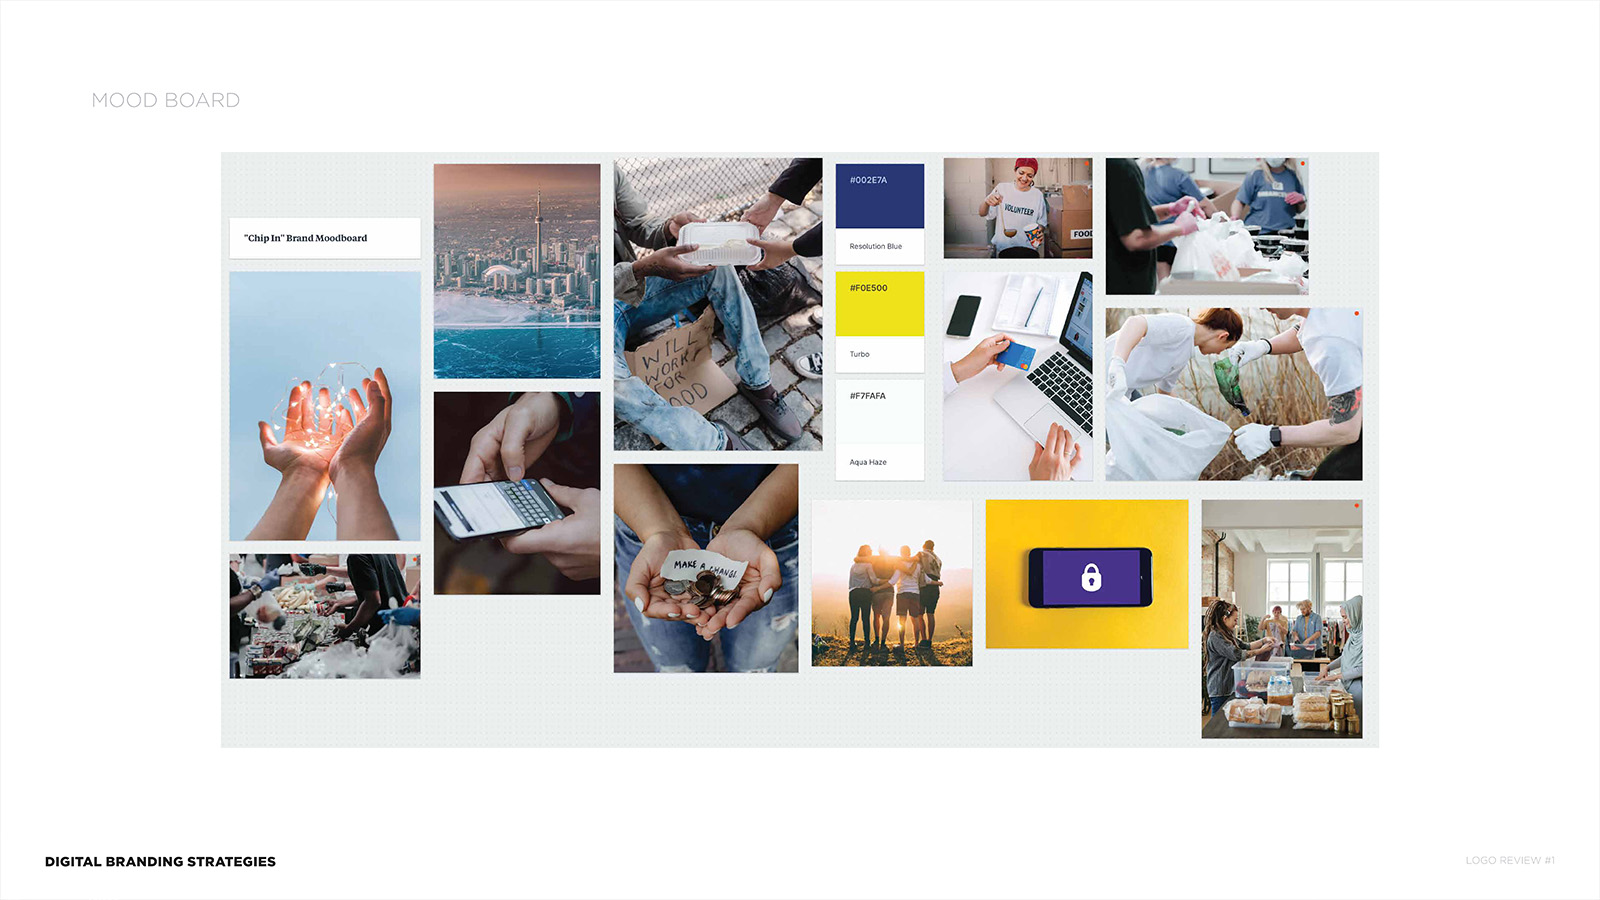 MOOD BOARD
"Chip In" Brand Moodboard
WILL
WORK
FOR
FOOD
MAKE A CHANGE
#002E7A
Resolution Blue
#F0E500
Turbo
#F7FAFA
Aqua Haze
VOLUNTEER
FOOD
DIGITAL BRANDING STRATEGIES
LOGO REVIEW #1